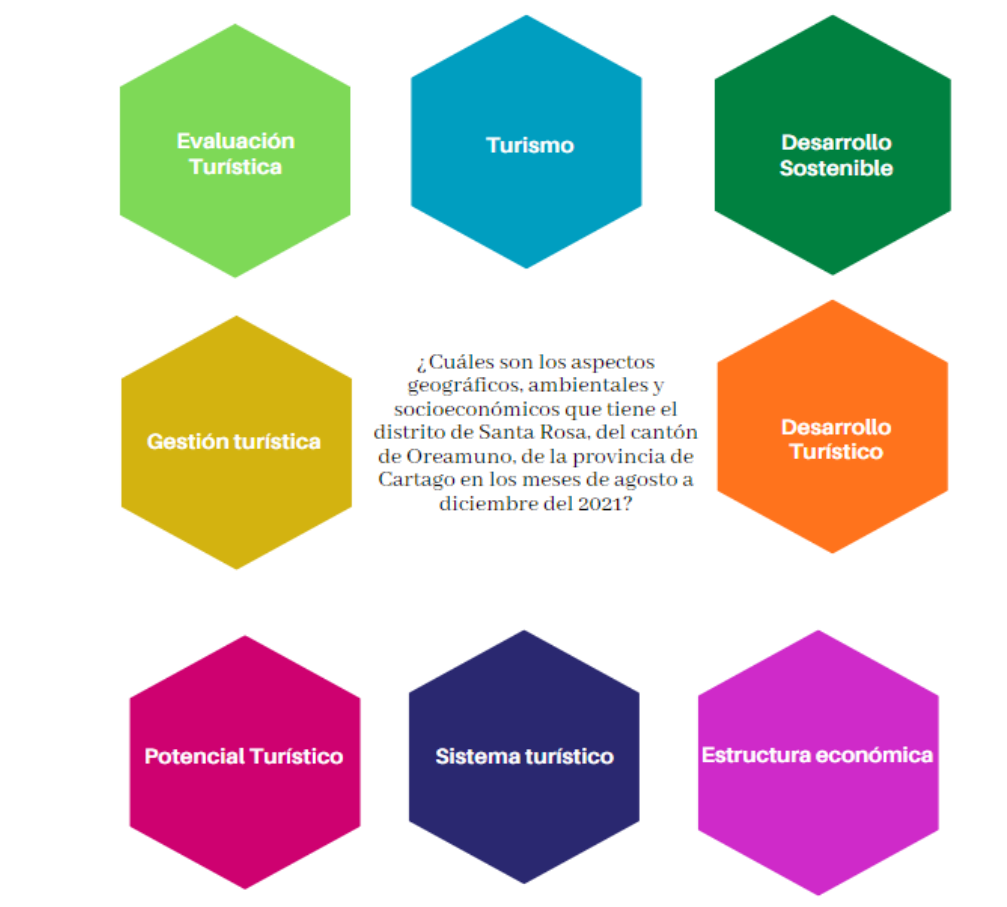 Evaluación
Turística
Turismo
Desarrollo
Sostenible
Gestión turística
¿Cuáles son los aspectos
geográficos, ambientales y
socioeconómicos que tiene el
distrito de Santa Rosa, del cantón
de Oreamuno, de la provincia de
Cartago en los meses de agosto a
diciembre del 2021?
Desarrollo
Turístico
Potencial Turístico
Sistema turístico
Estructura económica